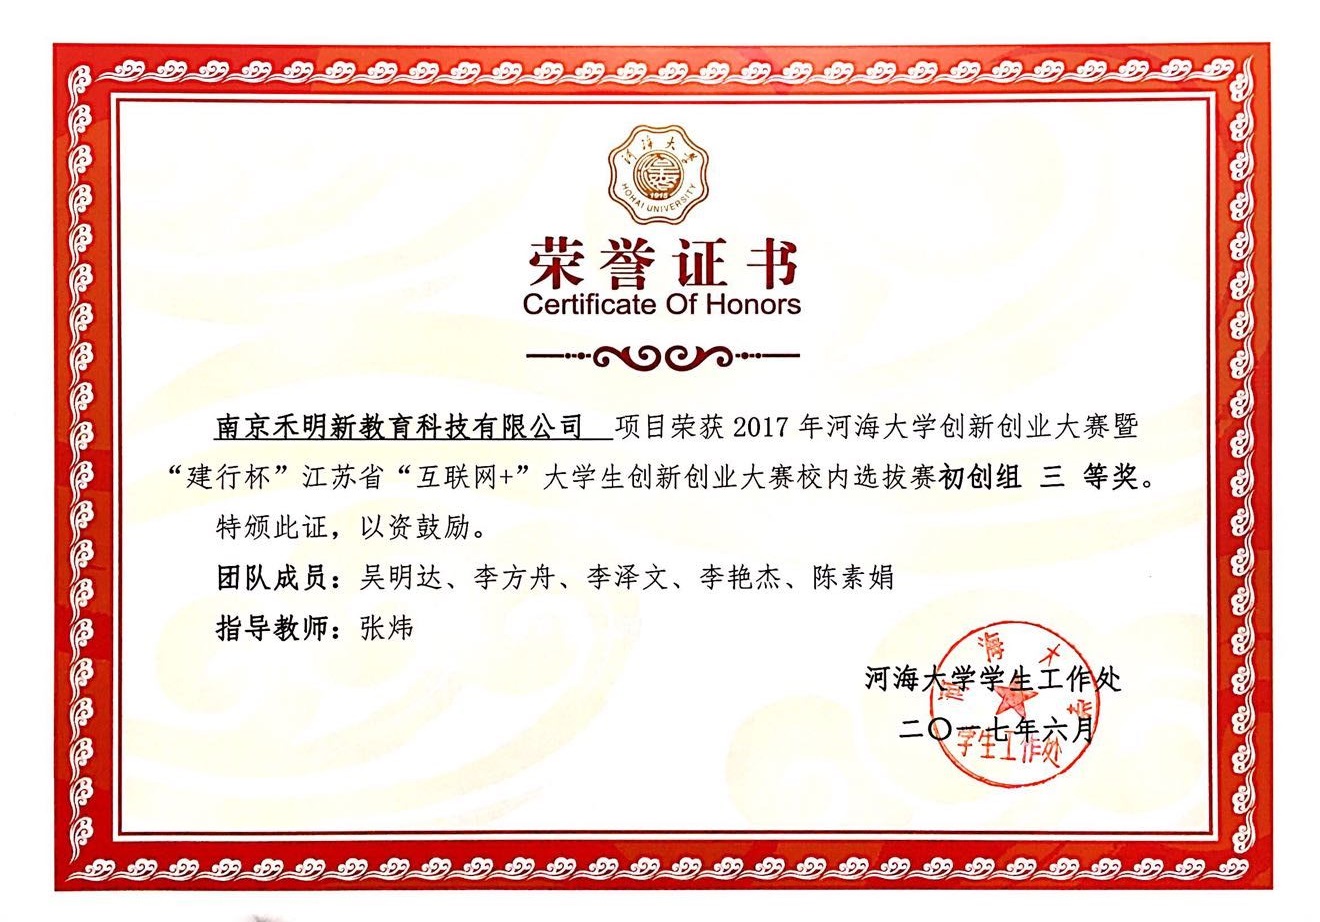 河海大学
HOHAI UNIVERSITY
1915
荣誉证书
Certificate Of Honors
南京禾明新教育科技有限公司 项目荣获 2017 年河海大学创新创业大赛暨
“建行杯”江苏省“互联网+”大学生创新创业大赛校内选拔赛初创组 三 等奖。
特颁此证，以资鼓励。
团队成员：吴明达、李方舟、李泽文、李艳杰、陈素娟
指导教师：张炜
河海大学学生工作处
二〇一七年六月
河海大学
学生工作处